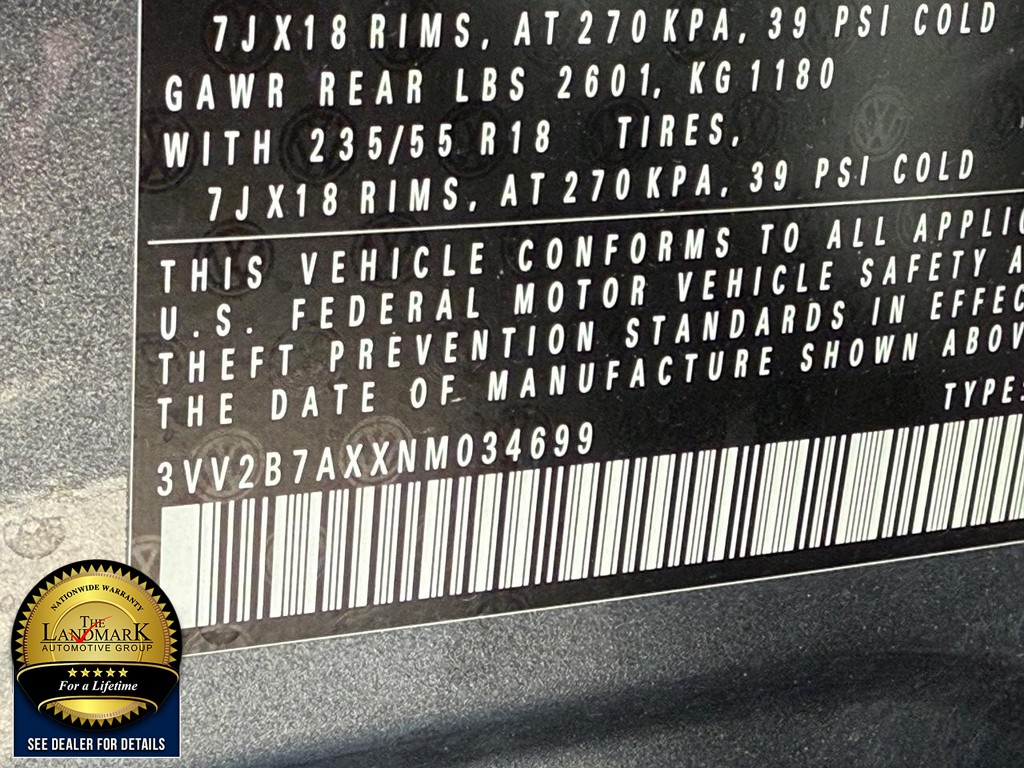 7JX18 RIMS, AT 270 KPA, 39 PSI COLD
GAWR REAR LBS 2601, KG 1180
WITH 235/55 R18 TIRES,
7JX18 RIMS, AT 270 KPA, 39 PSI COLD
THIS VEHICLE CONFORMS TO ALL APPLIC
U.S. FEDERAL MOTOR VEHICLE SAFETY A
THEFT PREVENTION STANDARDS IN EFFEC
THE DATE OF MANUFACTURE SHOWN ABOV
TYPE:
3VV2B7AXXNM034699
NATIONWIDE WARRANTY
THE
LANDMARK
AUTOMOTIVE GROUP
For a Lifetime
SEE DEALER FOR DETAILS